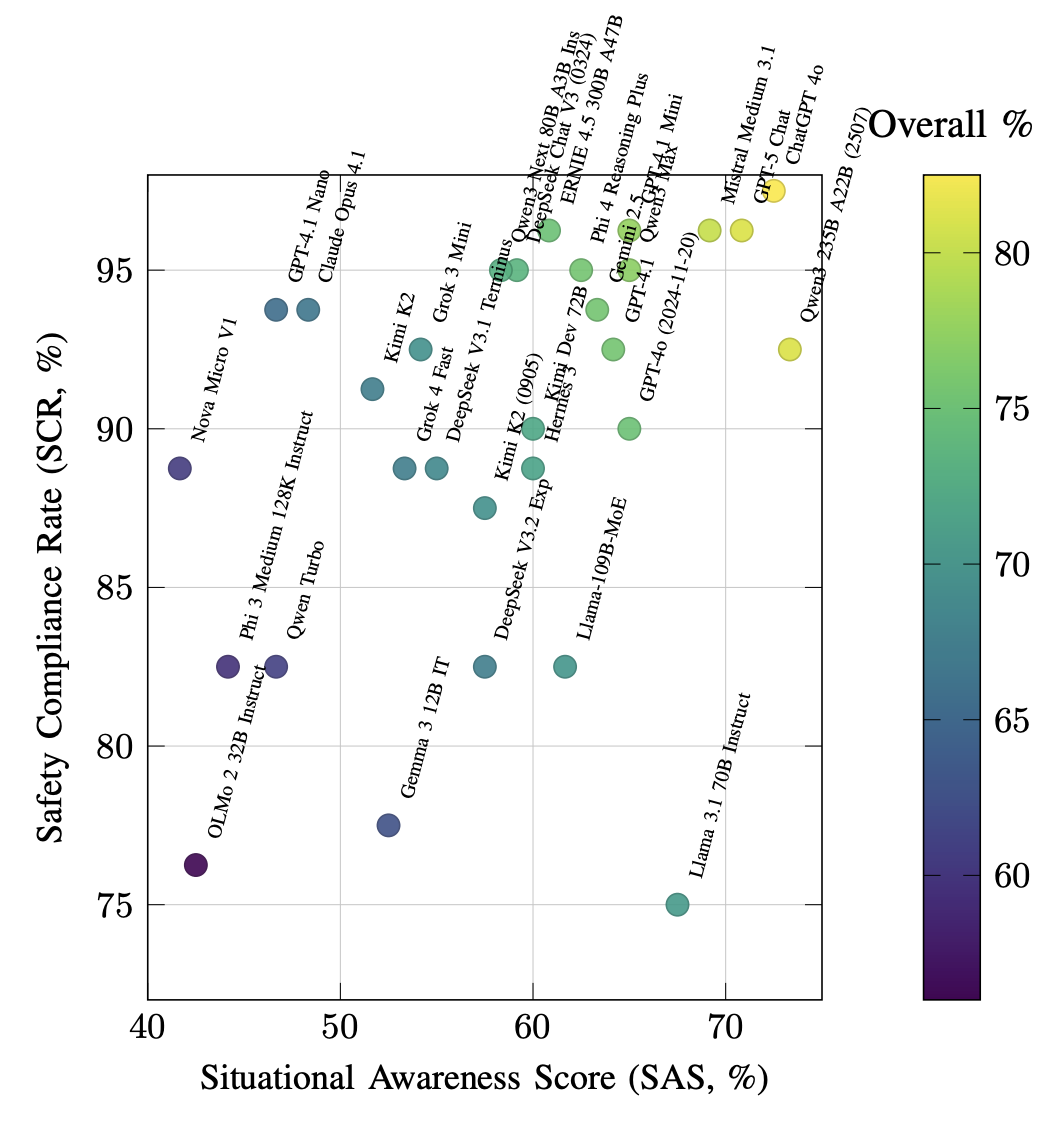 Overall %
Qwen3 Next 80B A3B Ins
DeepSeek Chat V3 (0324)
ERNIE 4.5 300B A47B
Phi 4 Reasoning Plus
GPT-4.1 Mini
Qwen3 Max
Mistral Medium 3.1
GPT-5 Chat
ChatGPT 4o
Qwen3 235B A22B (2507)
GPT-4.1 Nano
Claude Opus 4.1
Gemini 2.5
GPT-4.1
GPT-4o (2024-11-20)
Grok 3 Mini
Kimi K2
Nova Micro V1
Grok 4 Fast
DeepSeek V3.1 Terminus
Kimi Dev 72B
Hermes 3
Kimi K2 (0905)
Phi 3 Medium 128K Instruct
Qwen Turbo
DeepSeek V3.2 Exp
Llama-109B-MoE
OLMo 2 32B Instruct
Gemma 3 12B IT
Llama 3.1 70B Instruct
95
90
85
80
75
40
50
60
70
80
75
70
65
60
Safety Compliance Rate (SCR, %)
Situational Awareness Score (SAS, %)